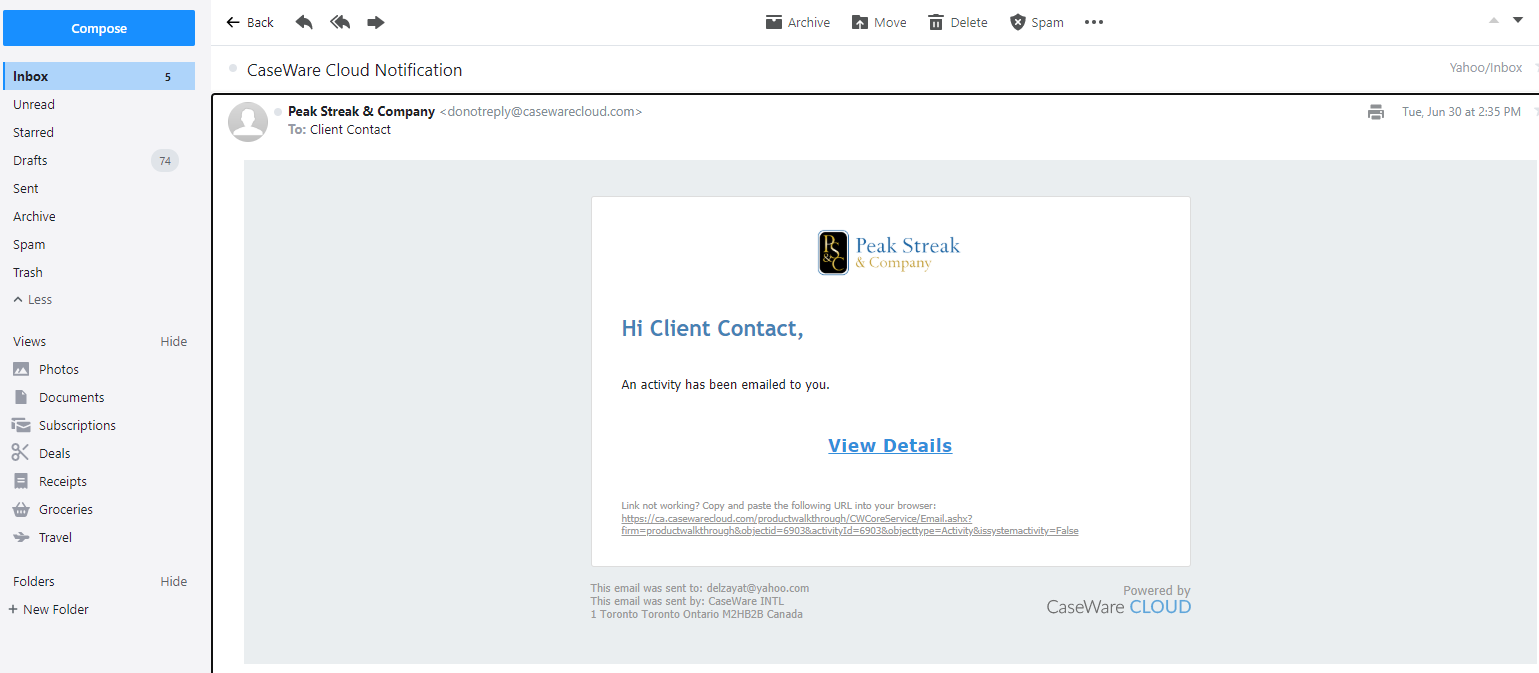 Compose
Inbox 5
Unread
Starred
Drafts 74
Sent
Archive
Spam
Trash
Less
Views Hide
Photos
Documents
Subscriptions
Deals
Receipts
Groceries
Travel
Folders Hide
+ New Folder
Back Archive Move Delete Spam
CaseWare Cloud Notification Yahoo/Inbox
Peak Streak & Company <donotreply@casewarecloud.com> Tue, Jun 30 at 2:35 PM
To: Client Contact
PS&C Peak Streak
& Company
Hi Client Contact,
An activity has been emailed to you.
View Details
Link not working? Copy and paste the following URL into your browser:
https://ca.casewarecloud.com/productwalkthrough/CWCoreService/Email.ashx?
firm=productwalkthrough&objectid=6903&activityId=6903&objecttype=Activity&issystemactivity=False
This email was sent to: delzayat@yahoo.com
This email was sent by: CaseWare INTL
1 Toronto Toronto Ontario M2HB2B Canada
Powered by
CaseWare CLOUD